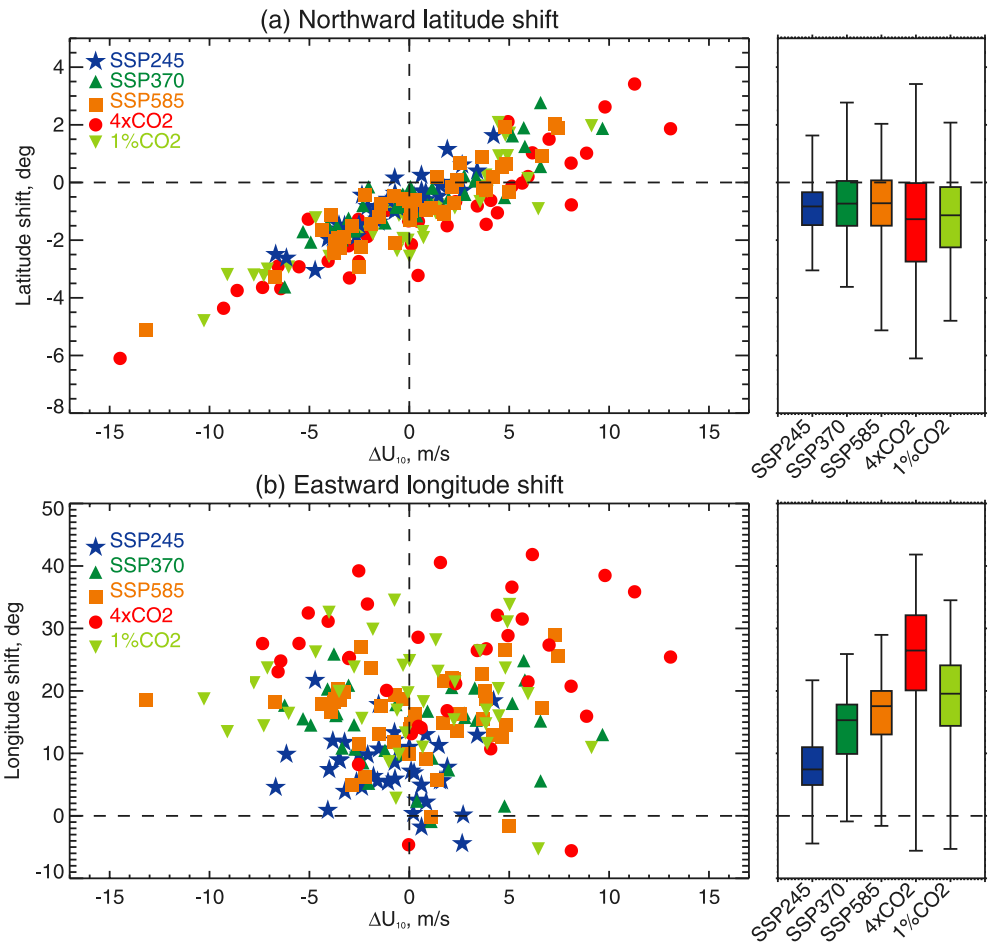 (a) Northward latitude shift
4
2
0
-2
-4
-6
-8
Latitude shift, deg
SSP245
SSP370
SSP585
4xCO2
1%CO2
-15 -10 -5 0 5 10 15
ΔU₁₀, m/s
SSP245 SSP370 SSP585 4xCO2 1%CO2
(b) Eastward longitude shift
50
40
30
20
10
0
-10
Longitude shift, deg
SSP245
SSP370
SSP585
4xCO2
1%CO2
-15 -10 -5 0 5 10 15
ΔU₁₀, m/s
SSP245 SSP370 SSP585 4xCO2 1%CO2